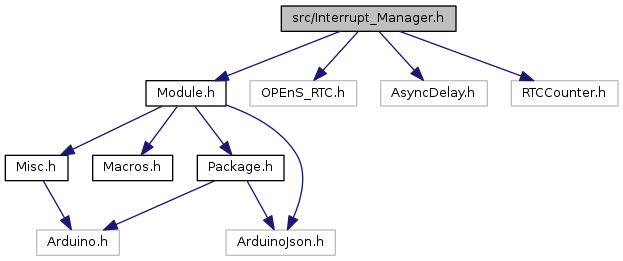 src/Interrupt_Manager.h
Module.h
OPEnS_RTC.h
AsyncDelay.h
RTCCounter.h
Misc.h
Macros.h
Package.h
Arduino.h
ArduinoJson.h